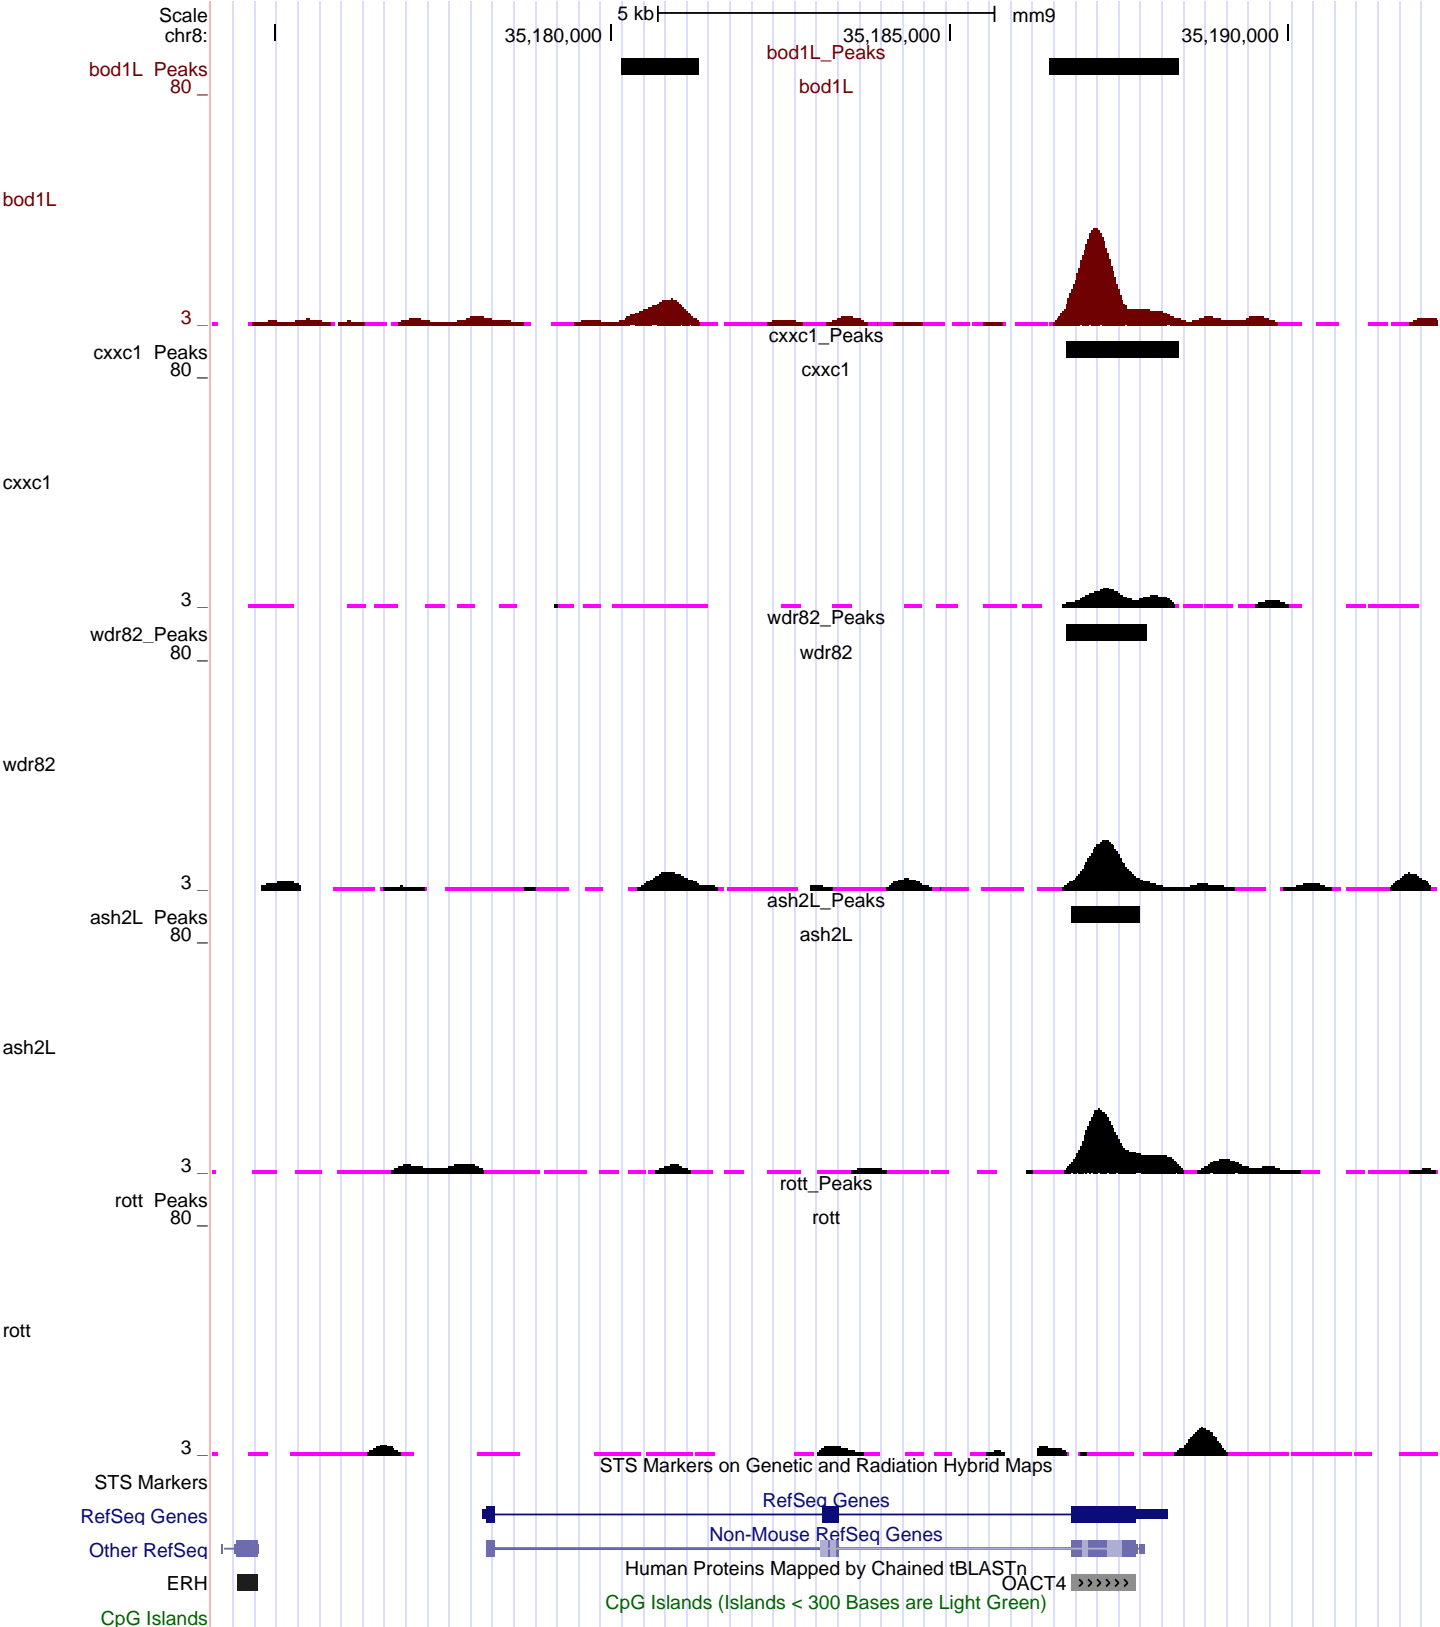 Scale 5 kb mm9
chr8: 35,180,000 35,185,000 35,190,000
bod1L_Peaks
bod1L Peaks
80 _ bod1L
bod1L
3 _
cxxc1_Peaks
cxxc1 Peaks
80 _ cxxc1
cxxc1
3 _
wdr82_Peaks
wdr82_Peaks
80 _ wdr82
wdr82
3 _
ash2L_Peaks
ash2L Peaks
80 _ ash2L
ash2L
3 _
rott_Peaks
rott Peaks
80 _ rott
rott
3 _
STS Markers on Genetic and Radiation Hybrid Maps
STS Markers
RefSeq Genes
RefSeq Genes
Non-Mouse RefSeq Genes
Other RefSeq
Human Proteins Mapped by Chained tBLASTn
ERH OACT4
CpG Islands (Islands < 300 Bases are Light Green)
CpG Islands